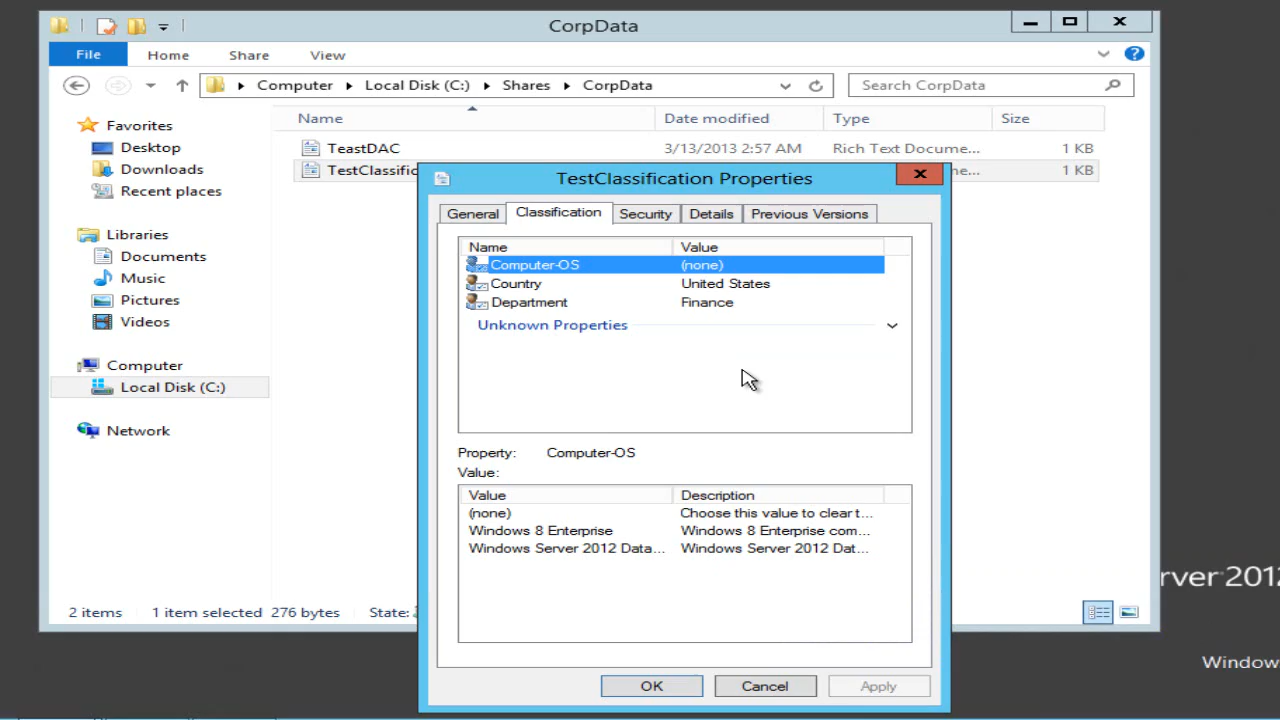 CorpData
File Home Share View
Computer Local Disk (C:) Shares CorpData Search CorpData
Name Date modified Type Size
TeastDAC 3/13/2013 2:57 AM Rich Text Docume... 1 KB
TestClassific me... 1 KB
Favorites
Desktop
Downloads
Recent places
Libraries
Documents
Music
Pictures
Videos
Computer
Local Disk (C:)
Network
2 items 1 item selected 276 bytes State:
TestClassification Properties
General Classification Security Details Previous Versions
Name Value
Computer-OS (none)
Country United States
Department Finance
Unknown Properties
Property: Computer-OS
Value:
Value Description
(none) Choose this value to clear t...
Windows 8 Enterprise Windows 8 Enterprise com...
Windows Server 2012 Data... Windows Server 2012 Dat...
OK Cancel Apply
rver 2012
Window